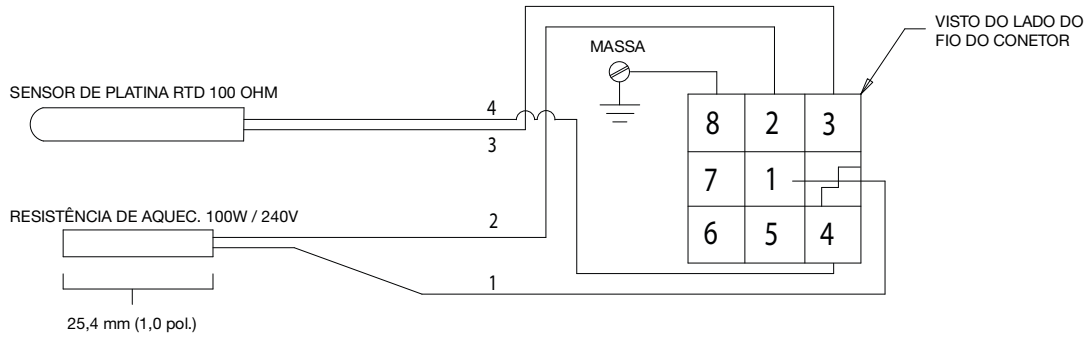 VISTO DO LADO DO
FIO DO CONETOR
MASSA
SENSOR DE PLATINA RTD 100 OHM
4
3
8 2 3
7 1
6 5 4
RESISTÊNCIA DE AQUEC. 100W / 240V
2
1
25,4 mm (1,0 pol.)